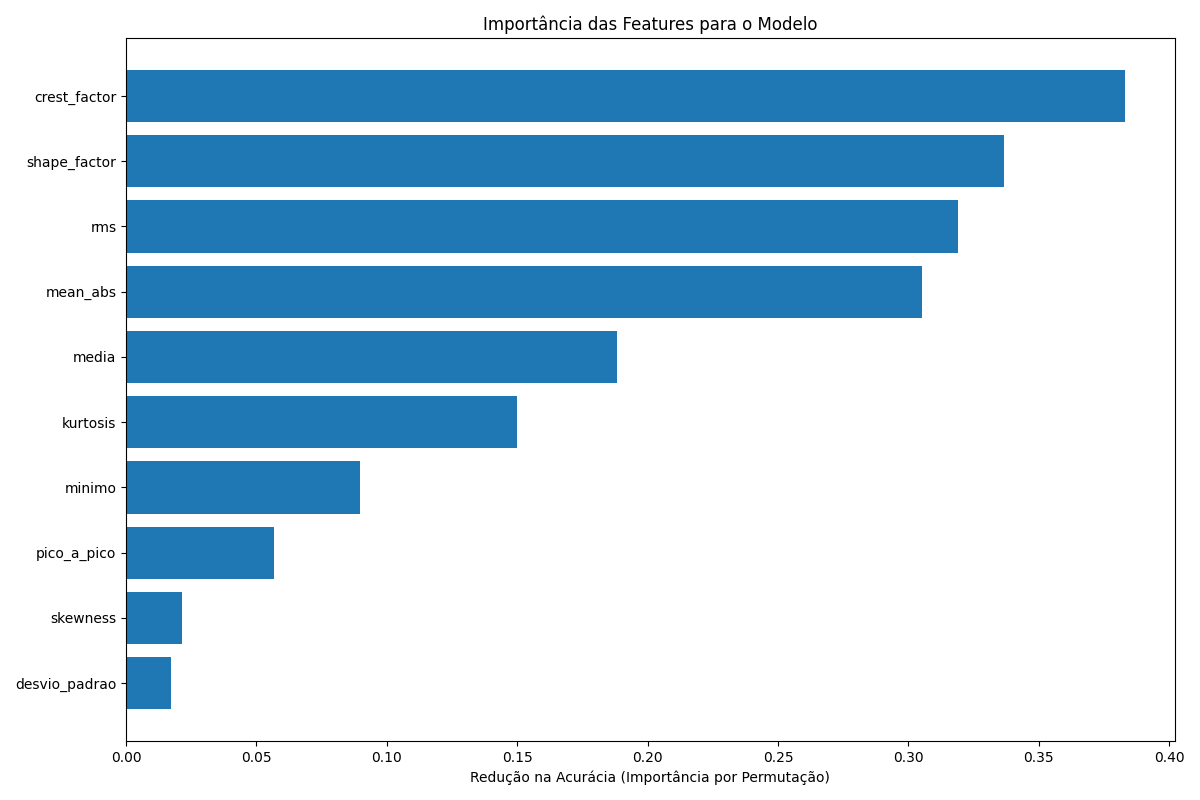 Importância das Features para o Modelo
crest_factor
shape_factor
rms
mean_abs
media
kurtosis
minimo
pico_a_pico
skewness
desvio_padrao
0.00 0.05 0.10 0.15 0.20 0.25 0.30 0.35 0.40
Redução na Acurácia (Importância por Permutação)